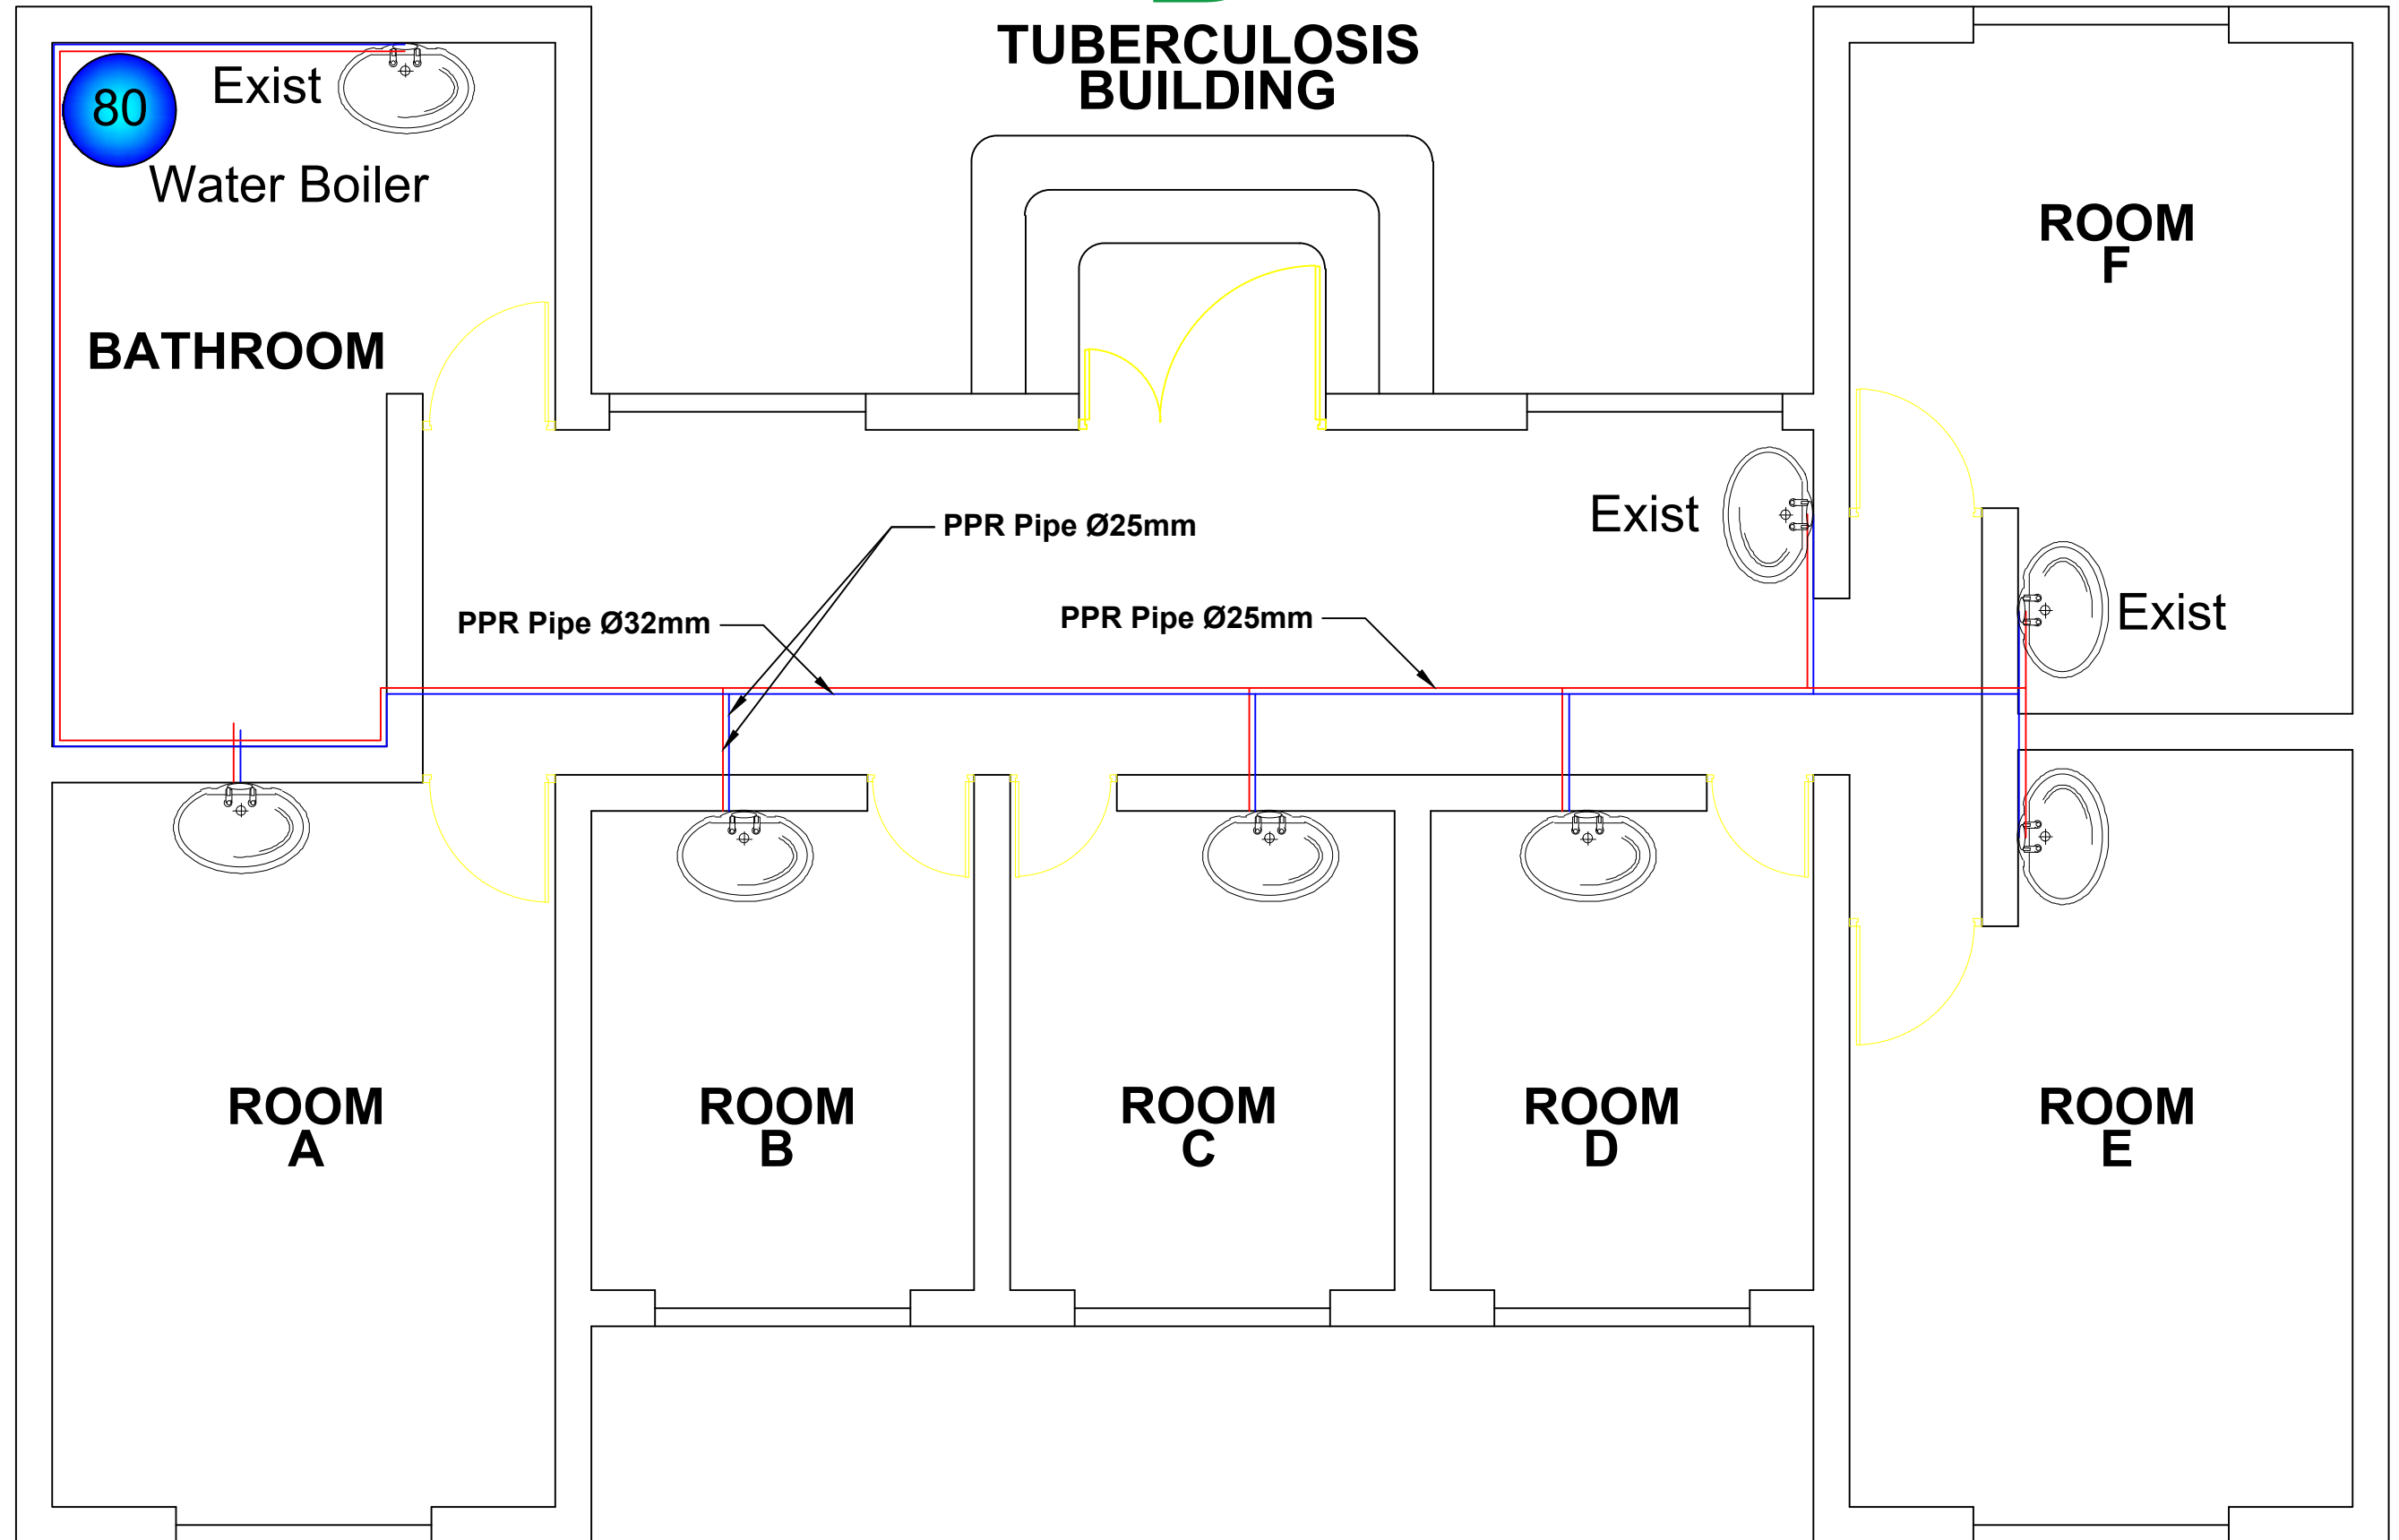 TUBERCULOSIS
BUILDING
Exist
80
Water Boiler
BATHROOM
ROOM
F
PPR Pipe Ø25mm
Exist
PPR Pipe Ø32mm
PPR Pipe Ø25mm
Exist
ROOM
A
ROOM
B
ROOM
C
ROOM
D
ROOM
E